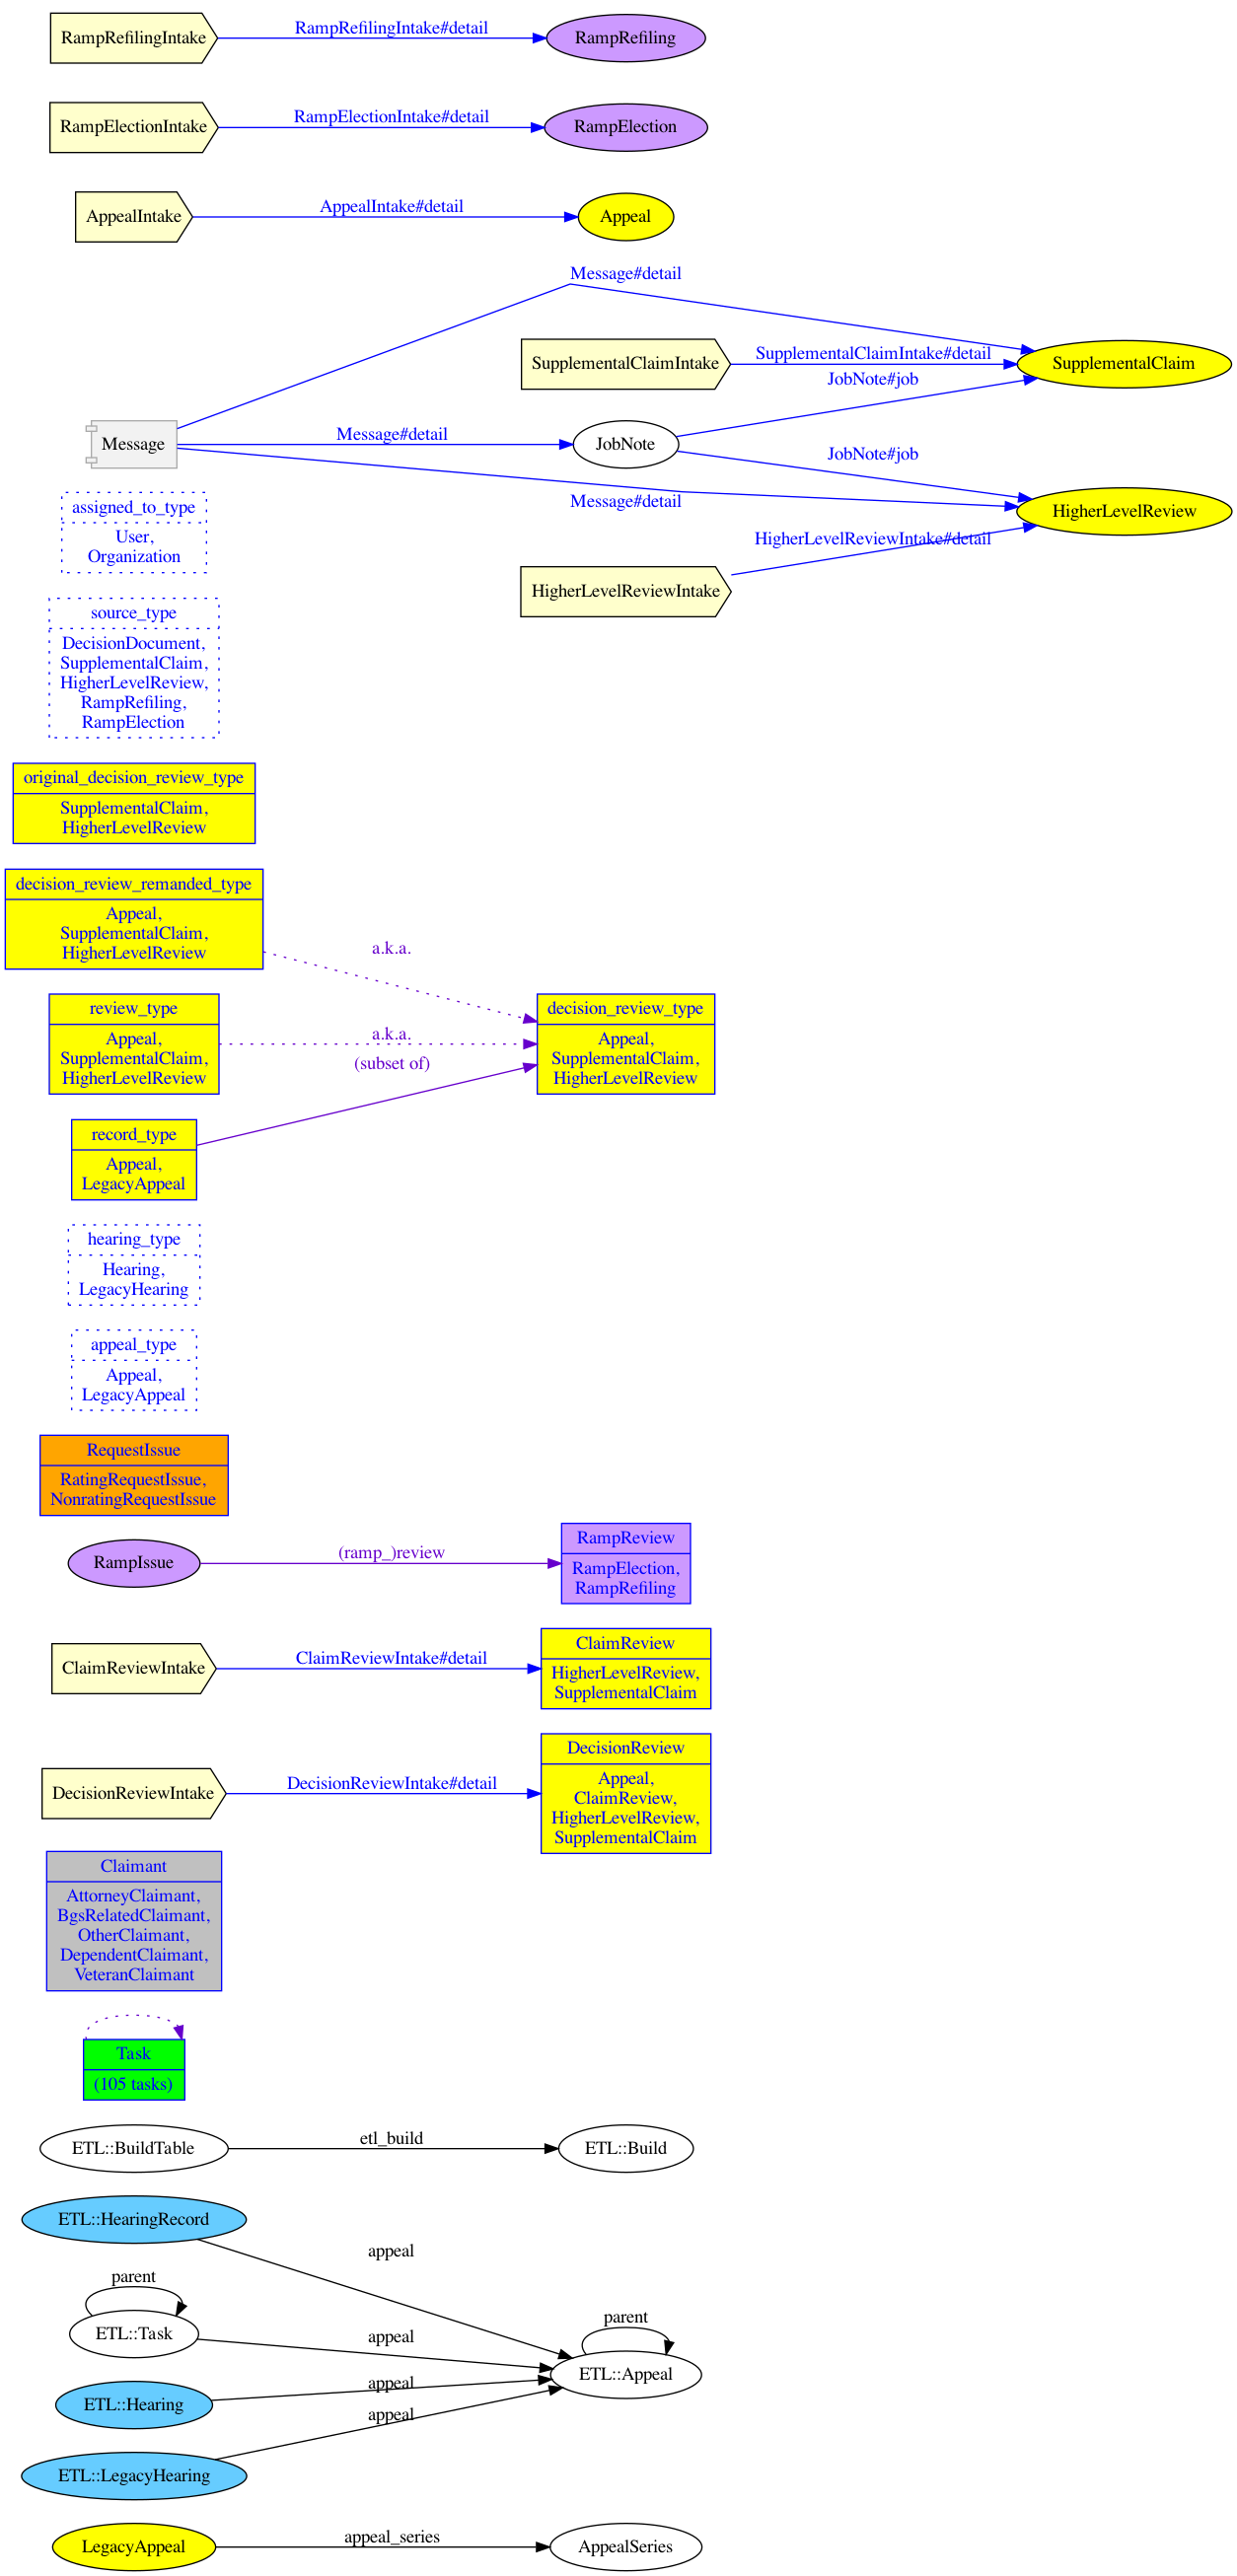 RampRefilingIntake
RampRefilingIntake#detail
RampRefiling
RampElectionIntake
RampElectionIntake#detail
RampElection
AppealIntake
AppealIntake#detail
Appeal
Message#detail
SupplementalClaimIntake
SupplementalClaimIntake#detail
SupplementalClaim
JobNote#job
Message
Message#detail
JobNote
JobNote#job
Message#detail
HigherLevelReview
HigherLevelReviewIntake#detail
HigherLevelReviewIntake
assigned_to_type
User,
Organization
source_type
DecisionDocument,
SupplementalClaim,
HigherLevelReview,
RampRefiling,
RampElection
original_decision_review_type
SupplementalClaim,
HigherLevelReview
decision_review_remanded_type
Appeal,
SupplementalClaim,
HigherLevelReview
a.k.a.
review_type
Appeal,
SupplementalClaim,
HigherLevelReview
a.k.a.
(subset of)
decision_review_type
Appeal,
SupplementalClaim,
HigherLevelReview
record_type
Appeal,
LegacyAppeal
hearing_type
Hearing,
LegacyHearing
appeal_type
Appeal,
LegacyAppeal
RequestIssue
RatingRequestIssue,
NonratingRequestIssue
RampIssue
(ramp_)review
RampReview
RampElection,
RampRefiling
ClaimReviewIntake
ClaimReviewIntake#detail
ClaimReview
HigherLevelReview,
SupplementalClaim
DecisionReviewIntake
DecisionReviewIntake#detail
DecisionReview
Appeal,
ClaimReview,
HigherLevelReview,
SupplementalClaim
Claimant
AttorneyClaimant,
BgsRelatedClaimant,
OtherClaimant,
DependentClaimant,
VeteranClaimant
Task
(105 tasks)
ETL::BuildTable
etl_build
ETL::Build
ETL::HearingRecord
appeal
parent
ETL::Task
appeal
parent
ETL::Appeal
ETL::Hearing
appeal
appeal
ETL::LegacyHearing
LegacyAppeal
appeal_series
AppealSeries